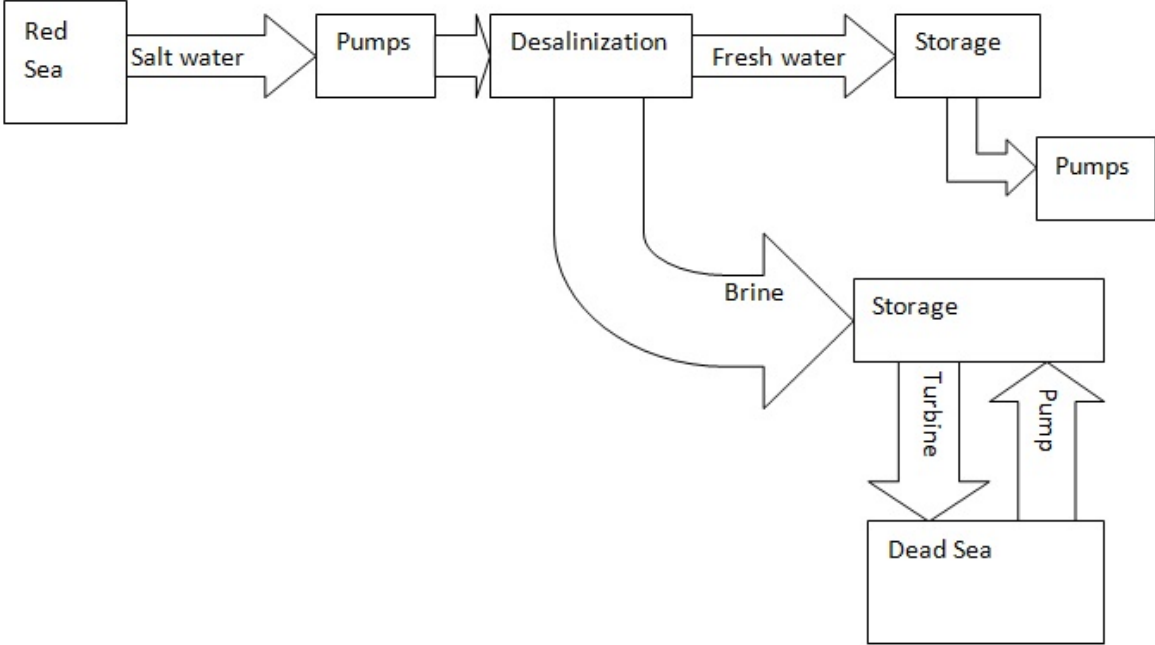 Red
Sea
Salt water
Pumps
Desalinization
Fresh water
Storage
Pumps
Brine
Storage
Turbine
Pump
Dead Sea